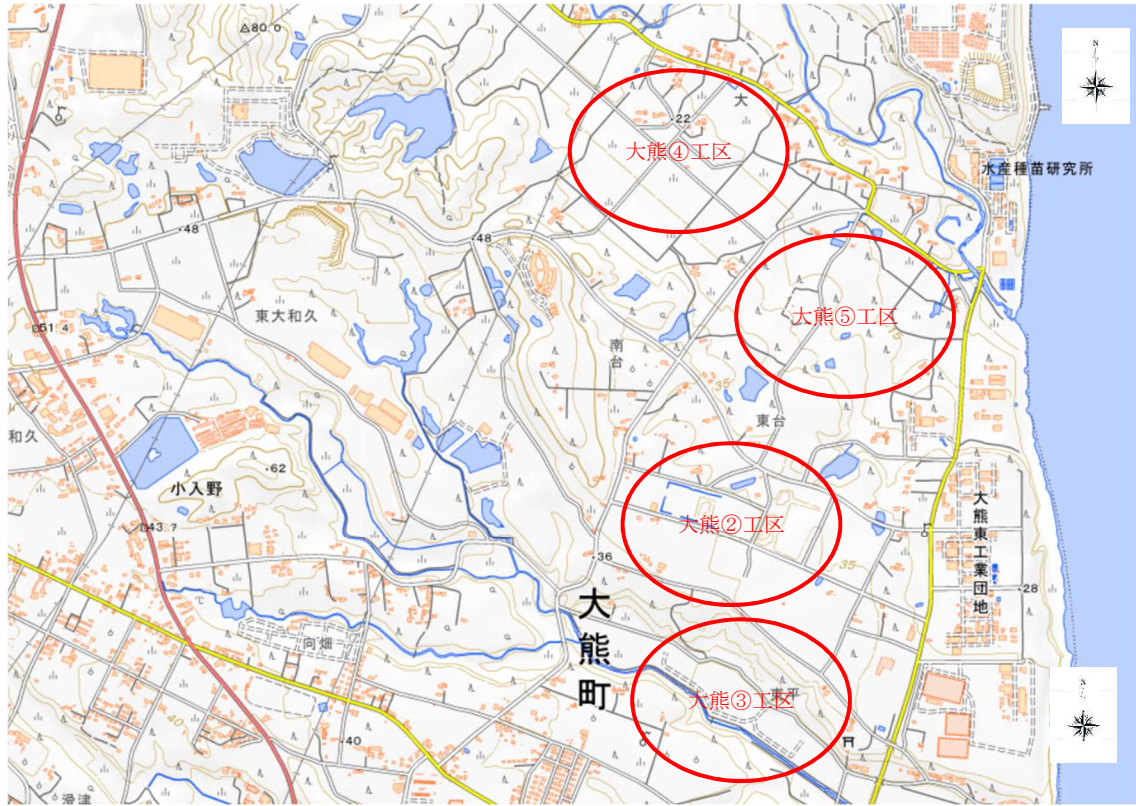 △80.0
大
22
大熊④工区
水産種苗研究所
N
48
48
東大和久
51.4
南台
大熊⑤工区
35
東台
和久
62
小入野
43.7
大熊②工区
36
35
大熊東工業団地
28
大熊町
向畑
大熊③工区
N
40
40
滑津